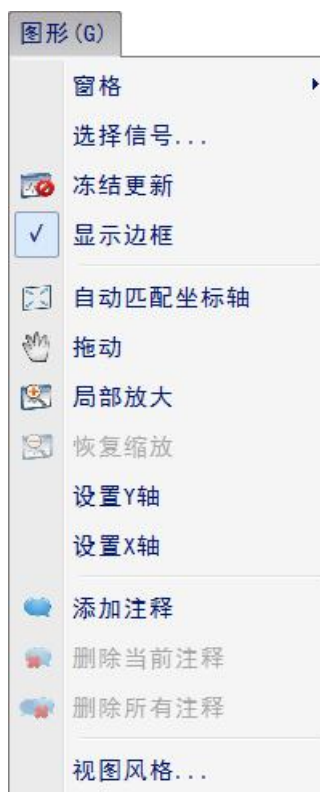 图形(G)
窗格
选择信号...
冻结更新
显示边框
自动匹配坐标轴
拖动
局部放大
恢复缩放
设置Y轴
设置X轴
添加注释
删除当前注释
删除所有注释
视图风格...